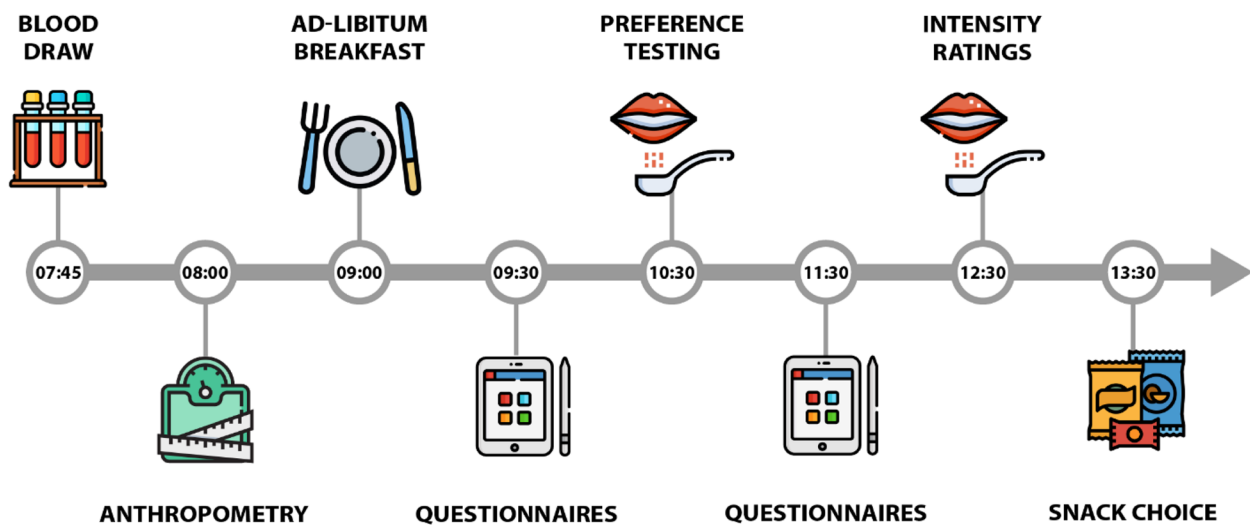 BLOOD
DRAW
AD-LIBITUM
BREAKFAST
PREFERENCE
TESTING
INTENSITY
RATINGS
07:45
08:00
09:00
09:30
10:30
11:30
12:30
13:30
ANTHROPOMETRY
QUESTIONNAIRES
QUESTIONNAIRES
SNACK CHOICE